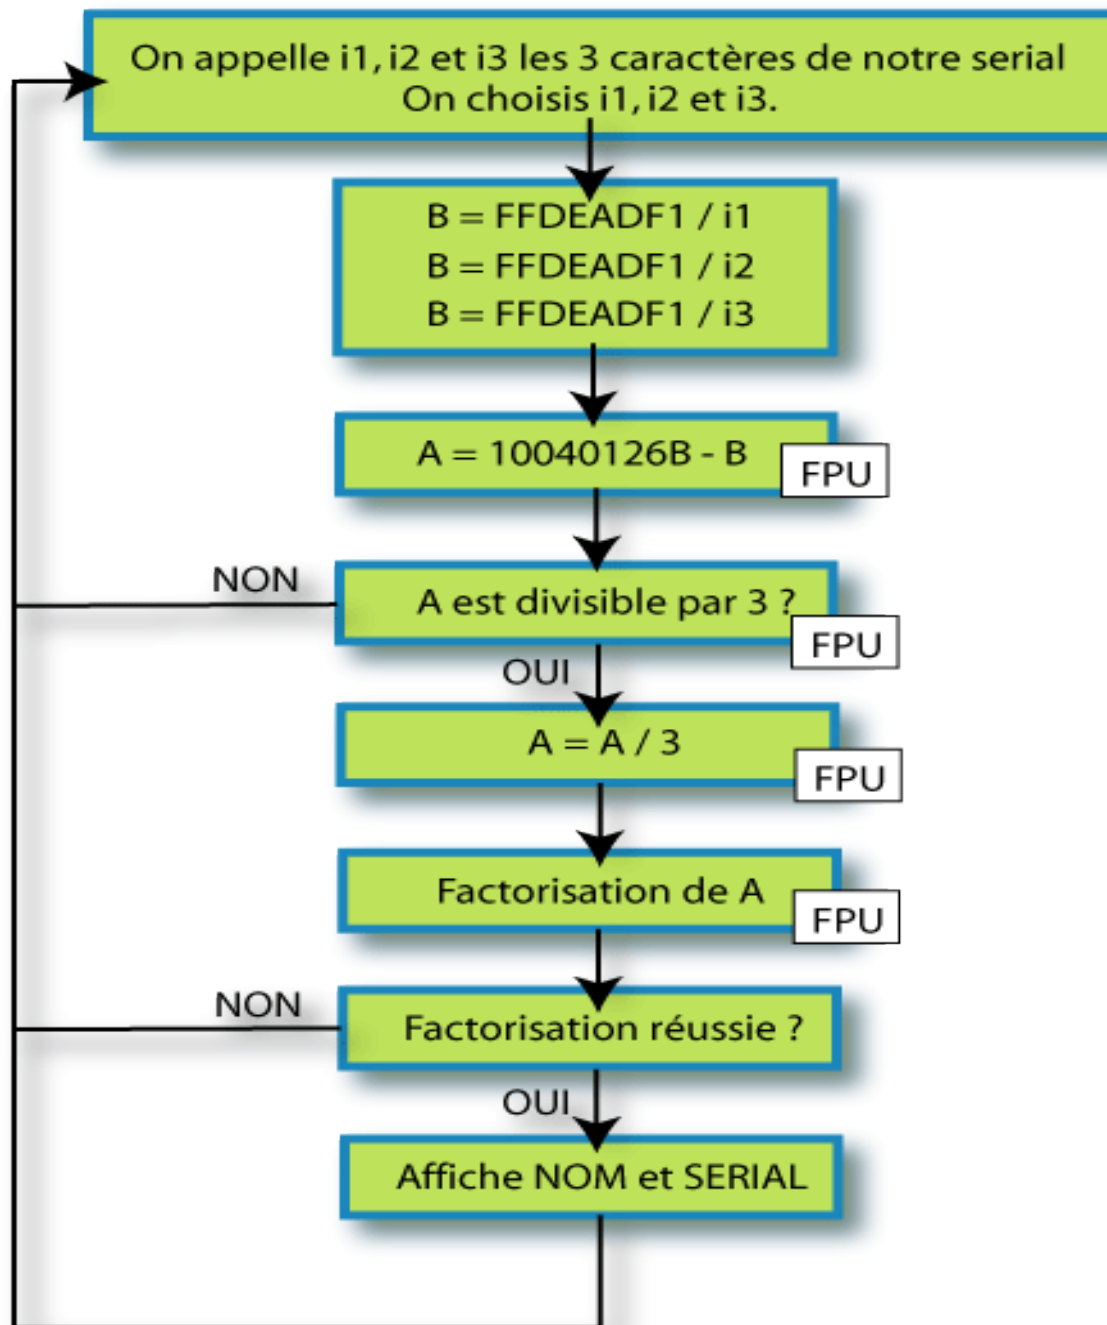 On appelle i1, i2 et i3 les 3 caractères de notre serial
On choisis i1, i2 et i3.
B = FFDEADF1 / i1
B = FFDEADF1 / i2
B = FFDEADF1 / i3
A = 10040126B - B
FPU
NON
A est divisible par 3 ?
FPU
OUI
A = A / 3
FPU
Factorisation de A
FPU
NON
Factorisation réussie ?
OUI
Affiche NOM et SERIAL